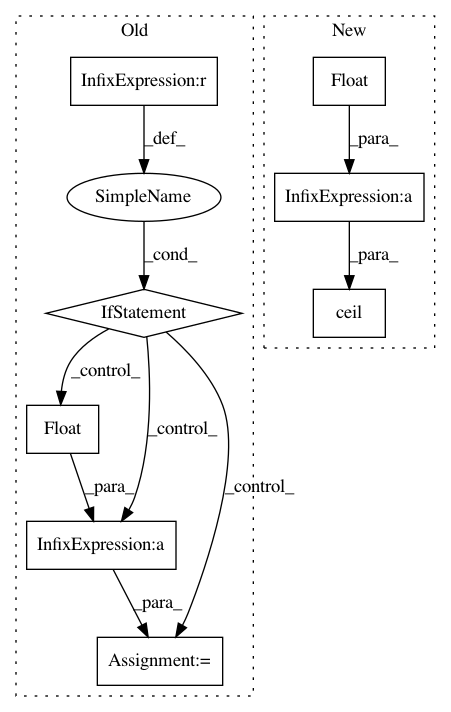 Old
InfixExpression:r
_def_
SimpleName
_cond_
IfStatement
_control_
_control_
_control_
Float
_para_
InfixExpression:a
_para_
Assignment:=
New
Float
_para_
InfixExpression:a
_para_
ceil